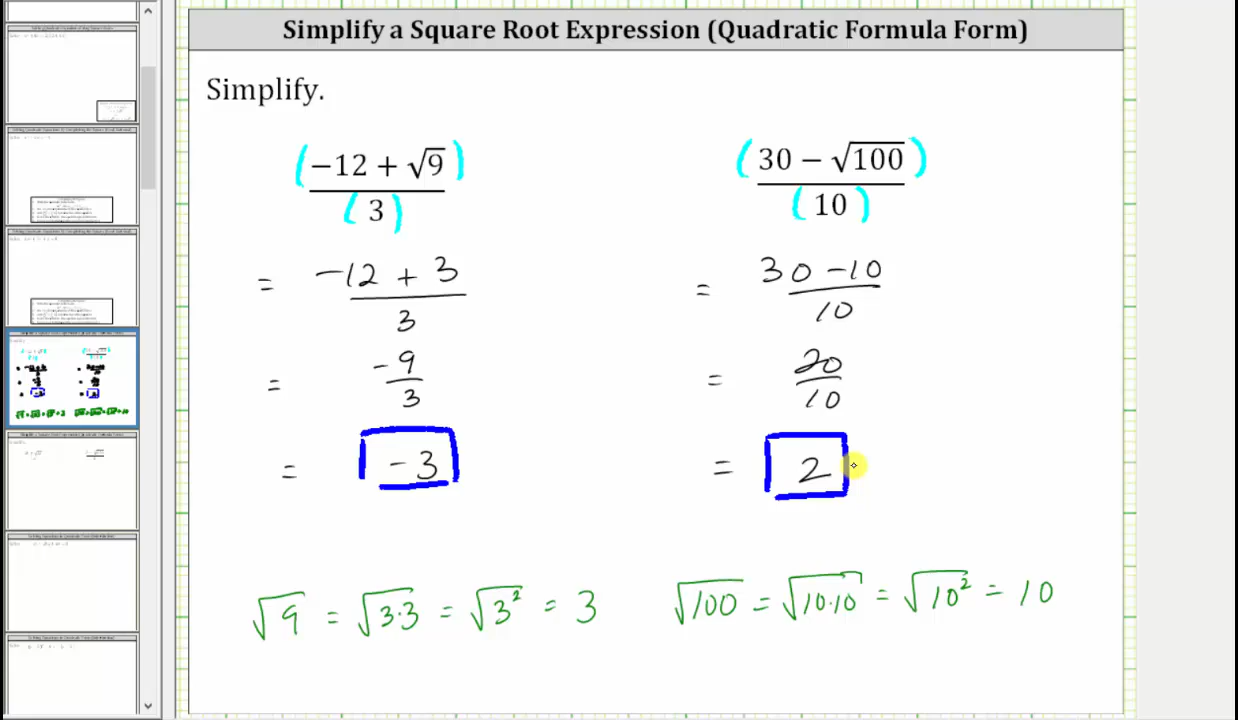 Simplify a Square Root Expression (Quadratic Formula Form)
Simplify.
(−12 + √9)
(3)
= −12 + 3
3
= −9
3
= −3
(30 − √100)
(10)
= 30 − 10
10
= 20
10
= 2
√9 = √3·3 = √3² = 3
√100 = √10·10 = √10² = 10